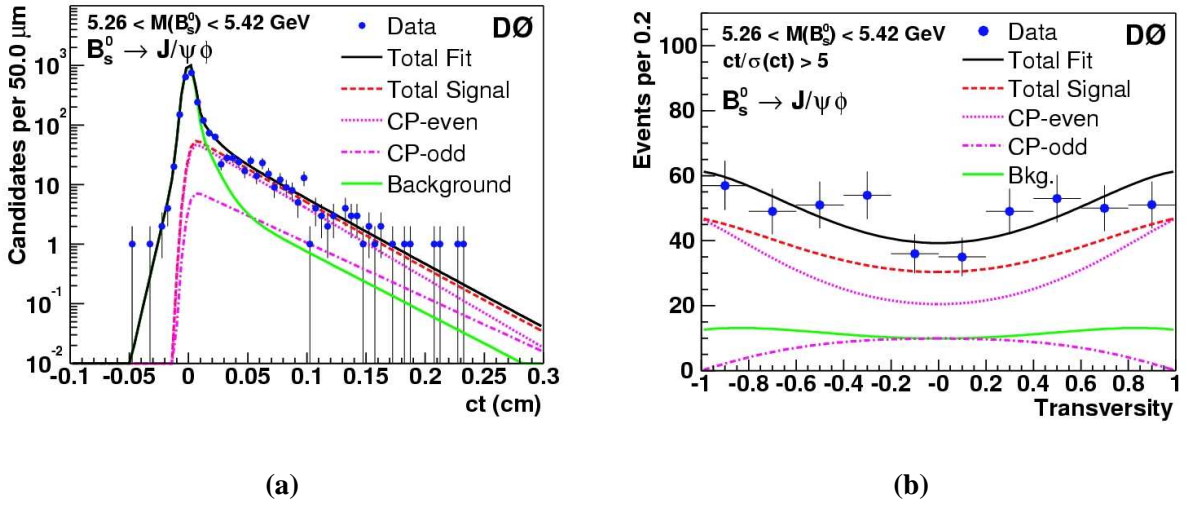 5.26 < M(B⁰ₛ) < 5.42 GeV
B⁰ₛ → J/ψ φ
DØ
Data
Total Fit
Total Signal
CP-even
CP-odd
Background
Candidates per 50.0 μm
10³
10²
10
1
10⁻¹
10⁻²
-0.1 -0.05 0 0.05 0.1 0.15 0.2 0.25 0.3
ct (cm)
(a)
5.26 < M(B⁰ₛ) < 5.42 GeV
ct/σ(ct) > 5
B⁰ₛ → J/ψ φ
DØ
Data
Total Fit
Total Signal
CP-even
CP-odd
Bkg.
Events per 0.2
100
80
60
40
20
0
-1 -0.8 -0.6 -0.4 -0.2 -0 0.2 0.4 0.6 0.8 1
Transversity
(b)